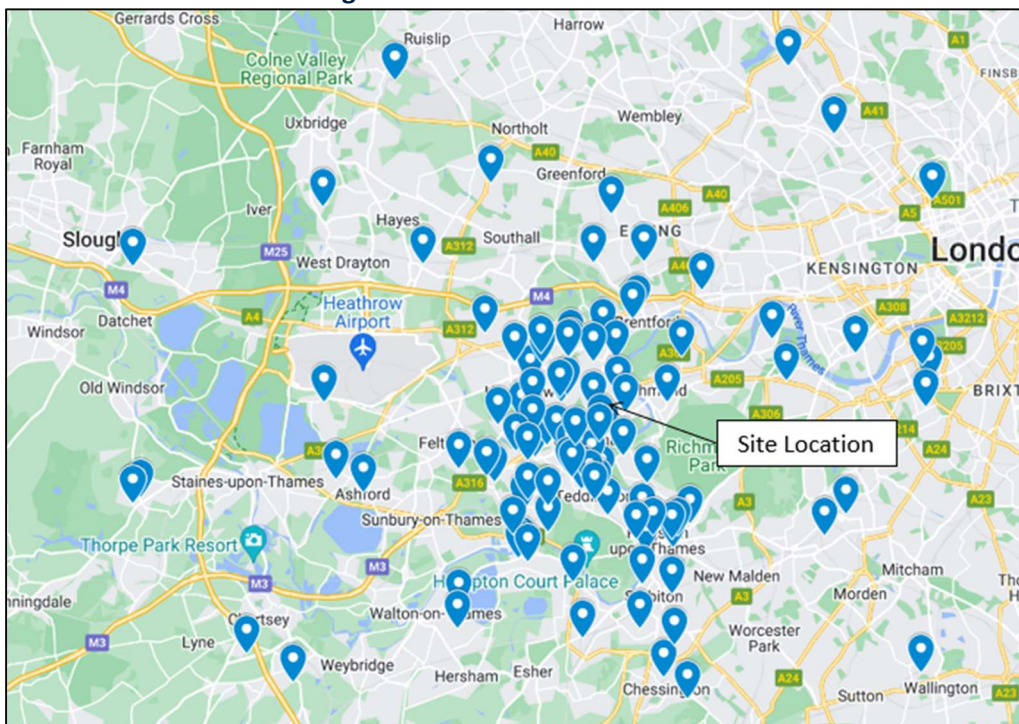 Gerrards Cross
Ruislip
Harrow
A1
Colne Valley
Regional Park
FINSB
Uxbridge
Wembley
A41
Northolt
Farnham
Royal
A40
Greenford
A40
A406
A5
A501
Iver
Hayes
Slough
A312
Southall
M25
West Drayton
KENSINGTON
London
M4
Heathrow
Airport
M4
A308
Datchet
A4
A312
Brentford
River Thames
A3212
Windsor
A205
Old Windsor
A205
BRIXT
A306
Site Location
A24
Richmond
Park
A316
Staines-upon-Thames
Ashford
A3
A23
Sunbury-on-Thames
Thorpe Park Resort
M3
Hampton Court Palace
New Malden
Mitcham
M3
Walton-on-Thames
A3
Morden
Lyne
Worcester
Park
M3
Weybridge
Hersham
Esher
Chessington
A24
Sutton
Wallington
A23